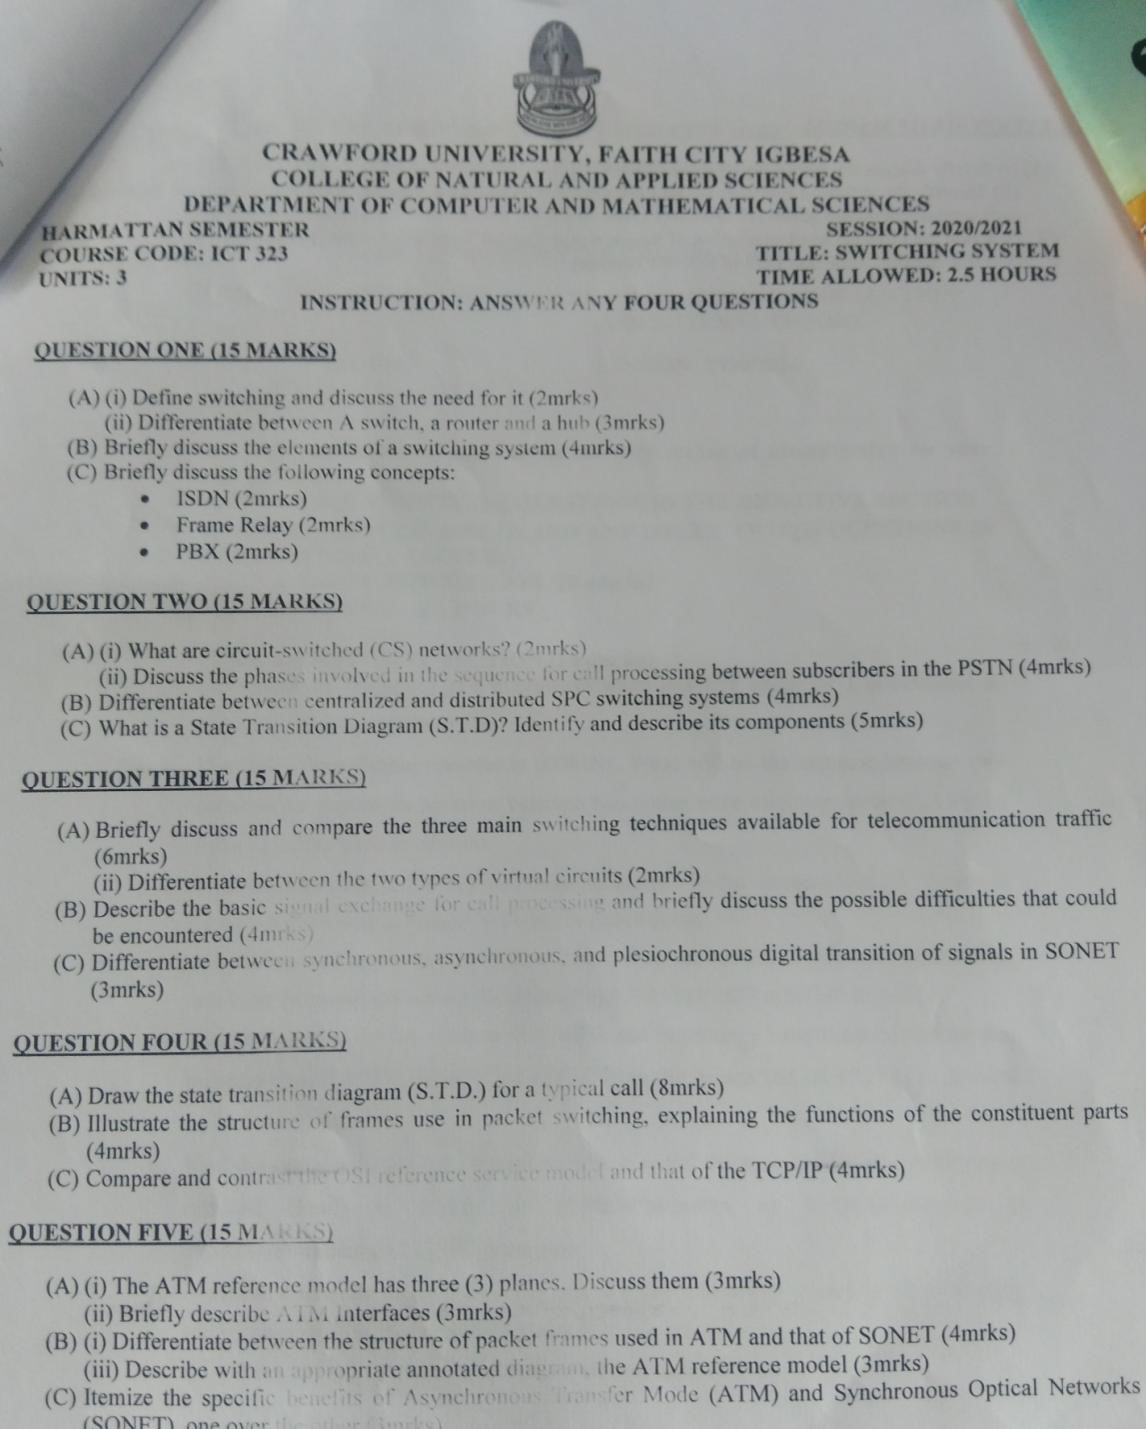 CRAWFORD UNIVERSITY, FAITH CITY IGBESA
COLLEGE OF NATURAL AND APPLIED SCIENCES
DEPARTMENT OF COMPUTER AND MATHEMATICAL SCIENCES
HARMATTAN SEMESTER SESSION: 2020/2021
COURSE CODE: ICT 323 TITLE: SWITCHING SYSTEM
UNITS: 3 TIME ALLOWED: 2.5 HOURS
INSTRUCTION: ANSWER ANY FOUR QUESTIONS
QUESTION ONE (15 MARKS)
(A) (i) Define switching and discuss the need for it (2mrks)
(ii) Differentiate between A switch, a router and a hub (3mrks)
(B) Briefly discuss the elements of a switching system (4mrks)
(C) Briefly discuss the following concepts:
• ISDN (2mrks)
• Frame Relay (2mrks)
• PBX (2mrks)
QUESTION TWO (15 MARKS)
(A) (i) What are circuit-switched (CS) networks? (2mrks)
(ii) Discuss the phases involved in the sequence for call processing between subscribers in the PSTN (4mrks)
(B) Differentiate between centralized and distributed SPC switching systems (4mrks)
(C) What is a State Transition Diagram (S.T.D)? Identify and describe its components (5mrks)
QUESTION THREE (15 MARKS)
(A) Briefly discuss and compare the three main switching techniques available for telecommunication traffic
(6mrks)
(ii) Differentiate between the two types of virtual circuits (2mrks)
(B) Describe the basic signal exchange for call processing and briefly discuss the possible difficulties that could
be encountered (4mrks)
(C) Differentiate between synchronous, asynchronous, and plesiochronous digital transition of signals in SONET
(3mrks)
QUESTION FOUR (15 MARKS)
(A) Draw the state transition diagram (S.T.D.) for a typical call (8mrks)
(B) Illustrate the structure of frames use in packet switching, explaining the functions of the constituent parts
(4mrks)
(C) Compare and contrast the OSI reference service model and that of the TCP/IP (4mrks)
QUESTION FIVE (15 MARKS)
(A) (i) The ATM reference model has three (3) planes. Discuss them (3mrks)
(ii) Briefly describe ATM interfaces (3mrks)
(B) (i) Differentiate between the structure of packet frames used in ATM and that of SONET (4mrks)
(iii) Describe with an appropriate annotated diagram, the ATM reference model (3mrks)
(C) Itemize the specific benefits of Asynchronous Transfer Mode (ATM) and Synchronous Optical Networks
(SONET) one over the other (3mrks)